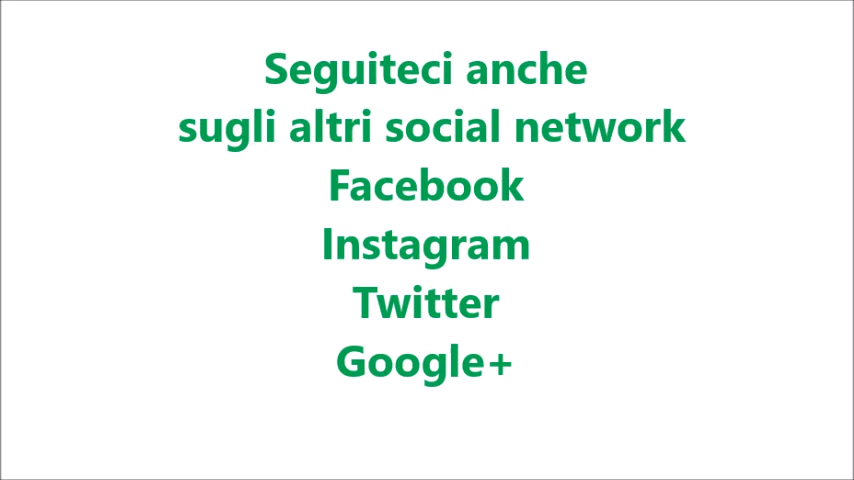 Seguiteci anche
sugli altri social network
Facebook
Instagram
Twitter
Google+